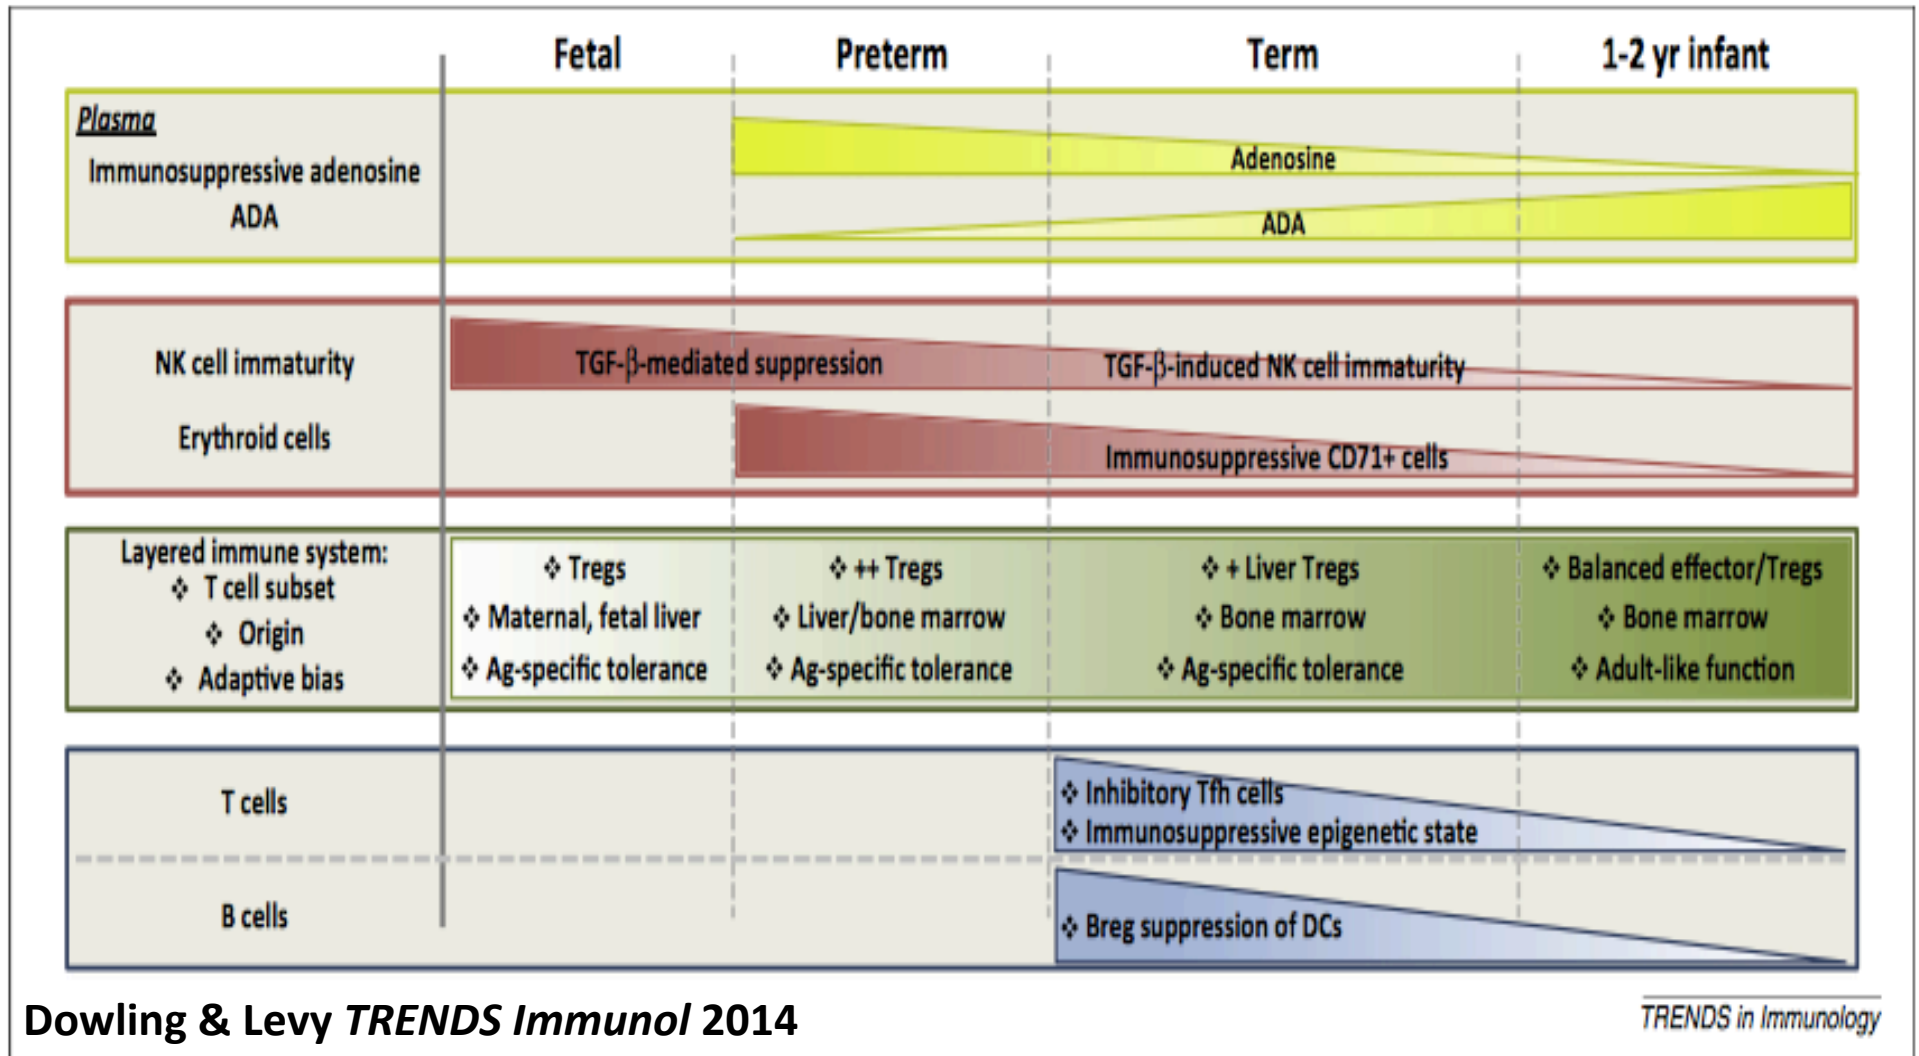 Fetal Preterm Term 1-2 yr infant
Plasma
Immunosuppressive adenosine
ADA
Adenosine
ADA
NK cell immaturity
TGF-β-mediated suppression
TGF-β-induced NK cell immaturity
Erythroid cells
Immunosuppressive CD71+ cells
Layered immune system:
❖ T cell subset
❖ Origin
❖ Adaptive bias
❖ Tregs
❖ Maternal, fetal liver
❖ Ag-specific tolerance
❖ ++ Tregs
❖ Liver/bone marrow
❖ Ag-specific tolerance
❖ + Liver Tregs
❖ Bone marrow
❖ Ag-specific tolerance
❖ Balanced effector/Tregs
❖ Bone marrow
❖ Adult-like function
T cells
❖ Inhibitory Tfh cells
❖ Immunosuppressive epigenetic state
B cells
❖ Breg suppression of DCs
Dowling & Levy TRENDS Immunol 2014
TRENDS in Immunology